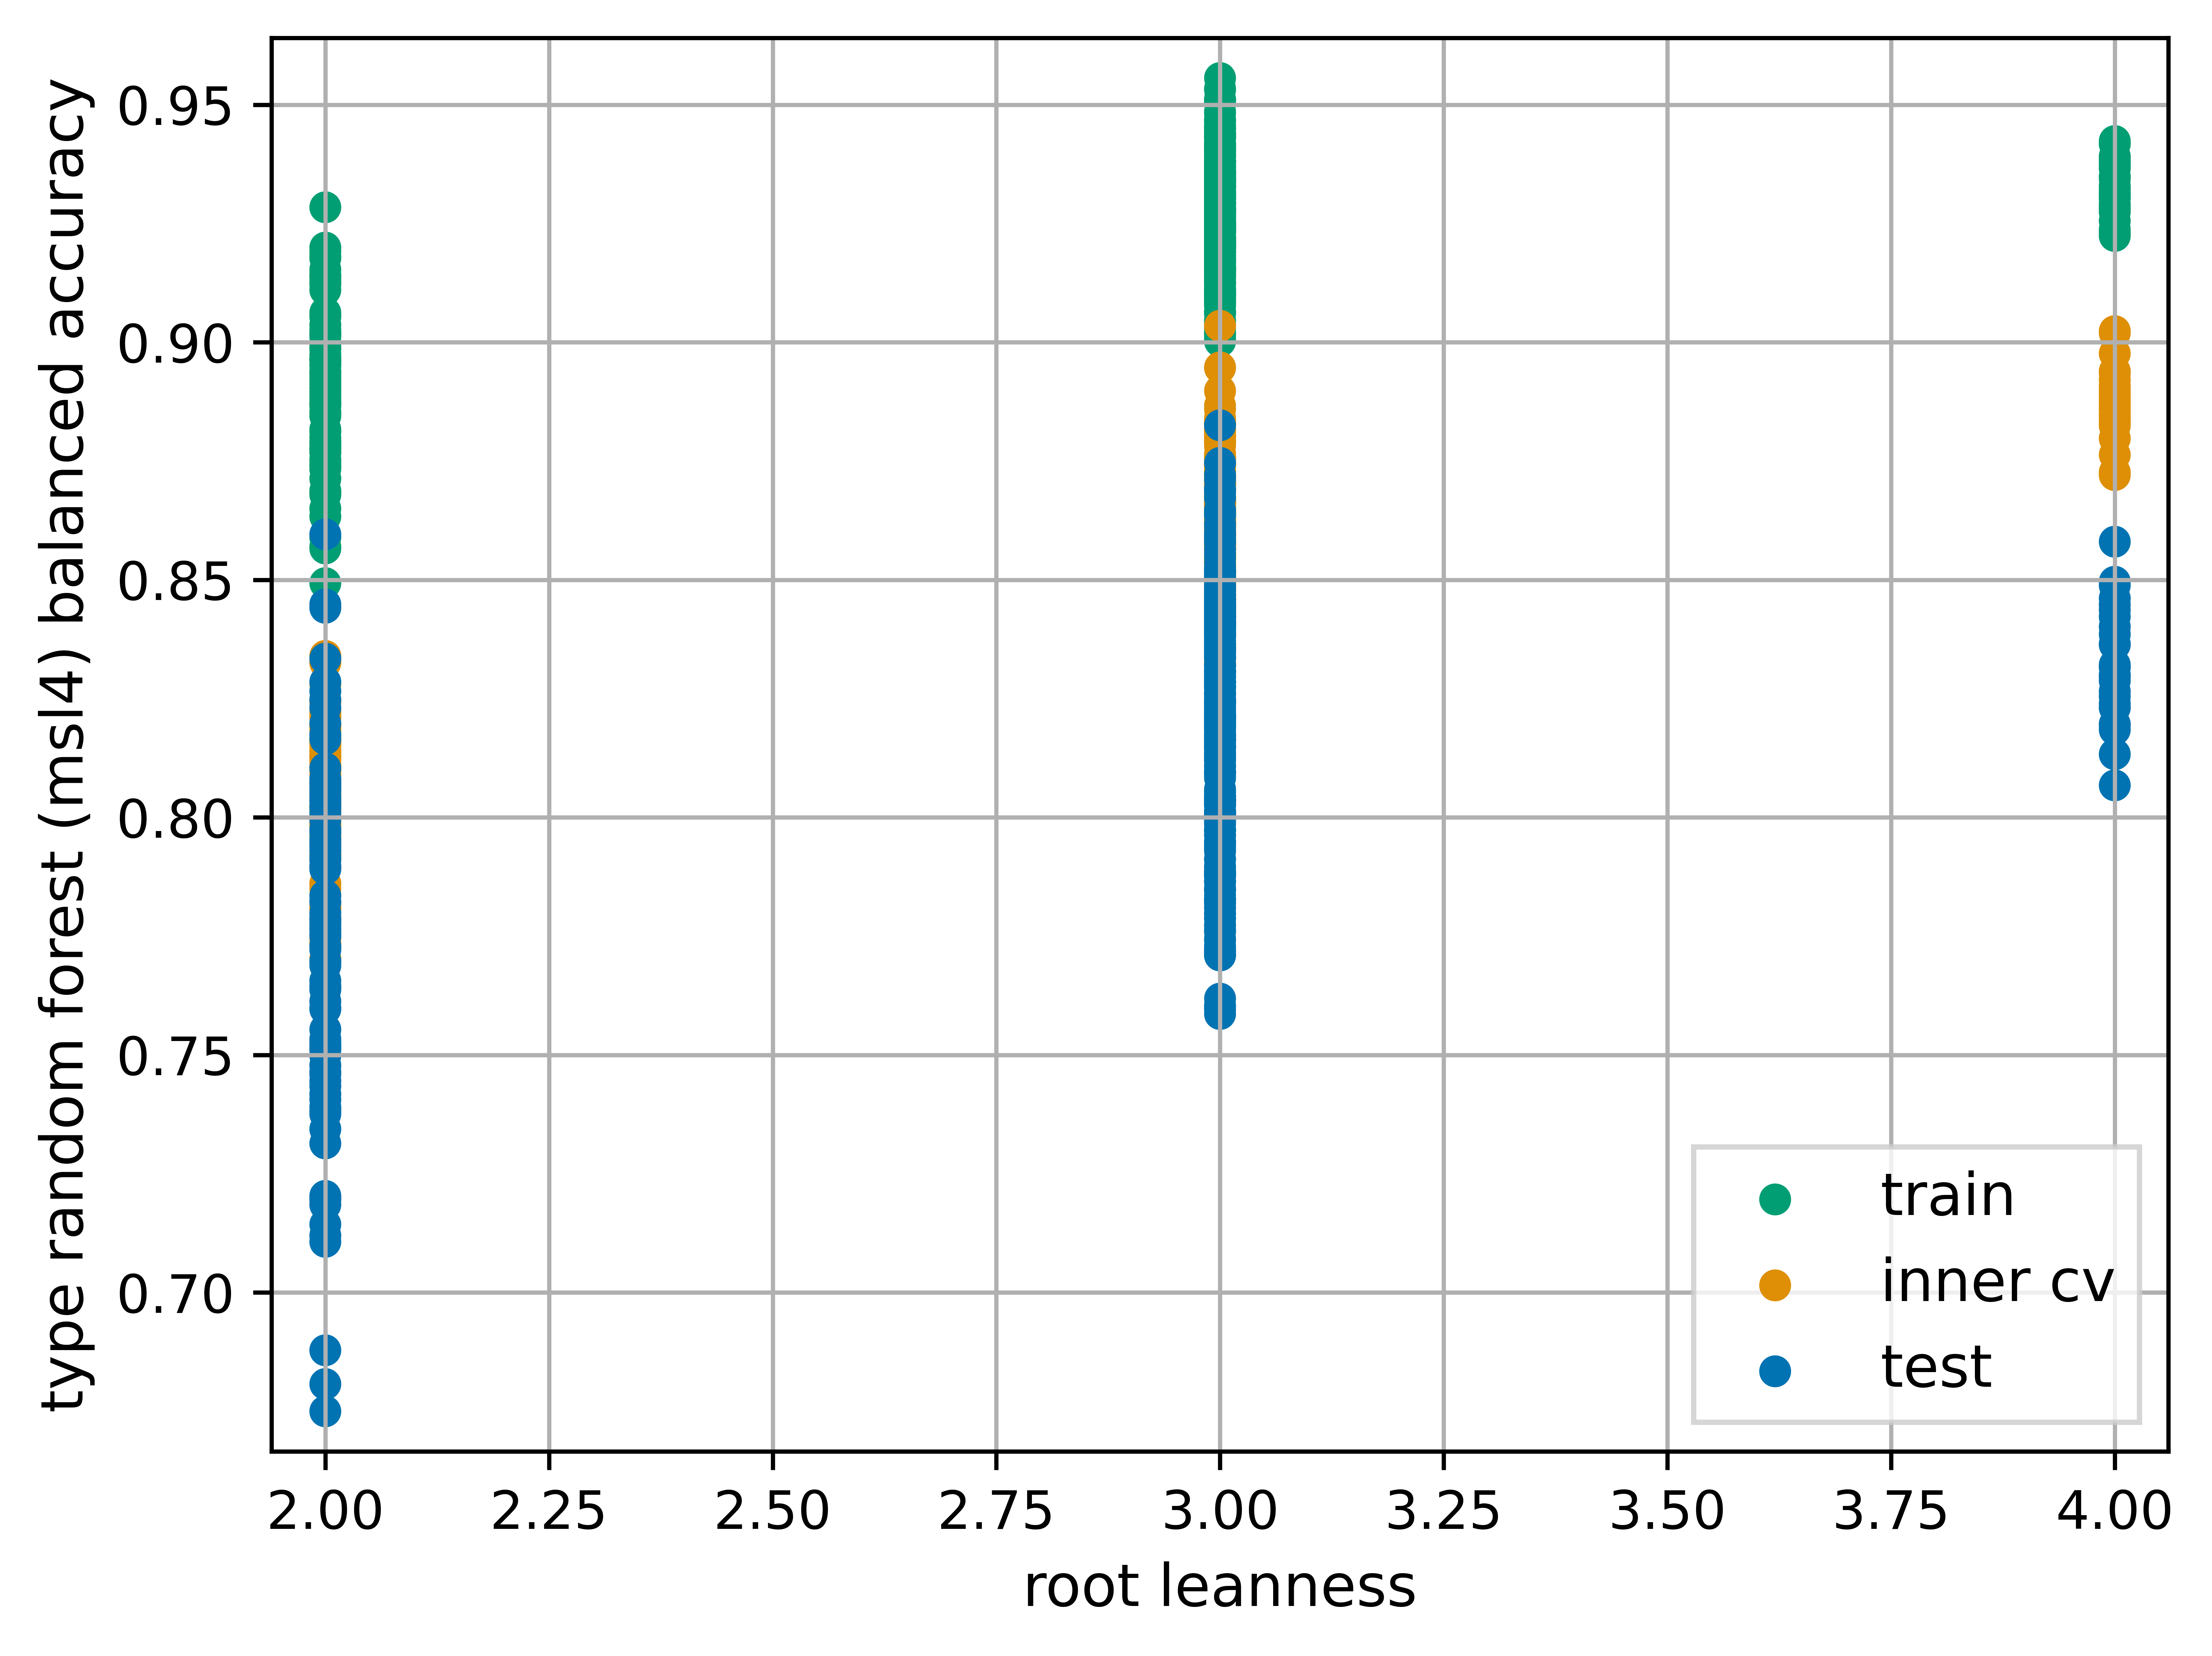 type random forest (msl4) balanced accuracy
0.95
0.90
0.85
0.80
0.75
0.70
train
inner cv
test
2.00 2.25 2.50 2.75 3.00 3.25 3.50 3.75 4.00
root leanness